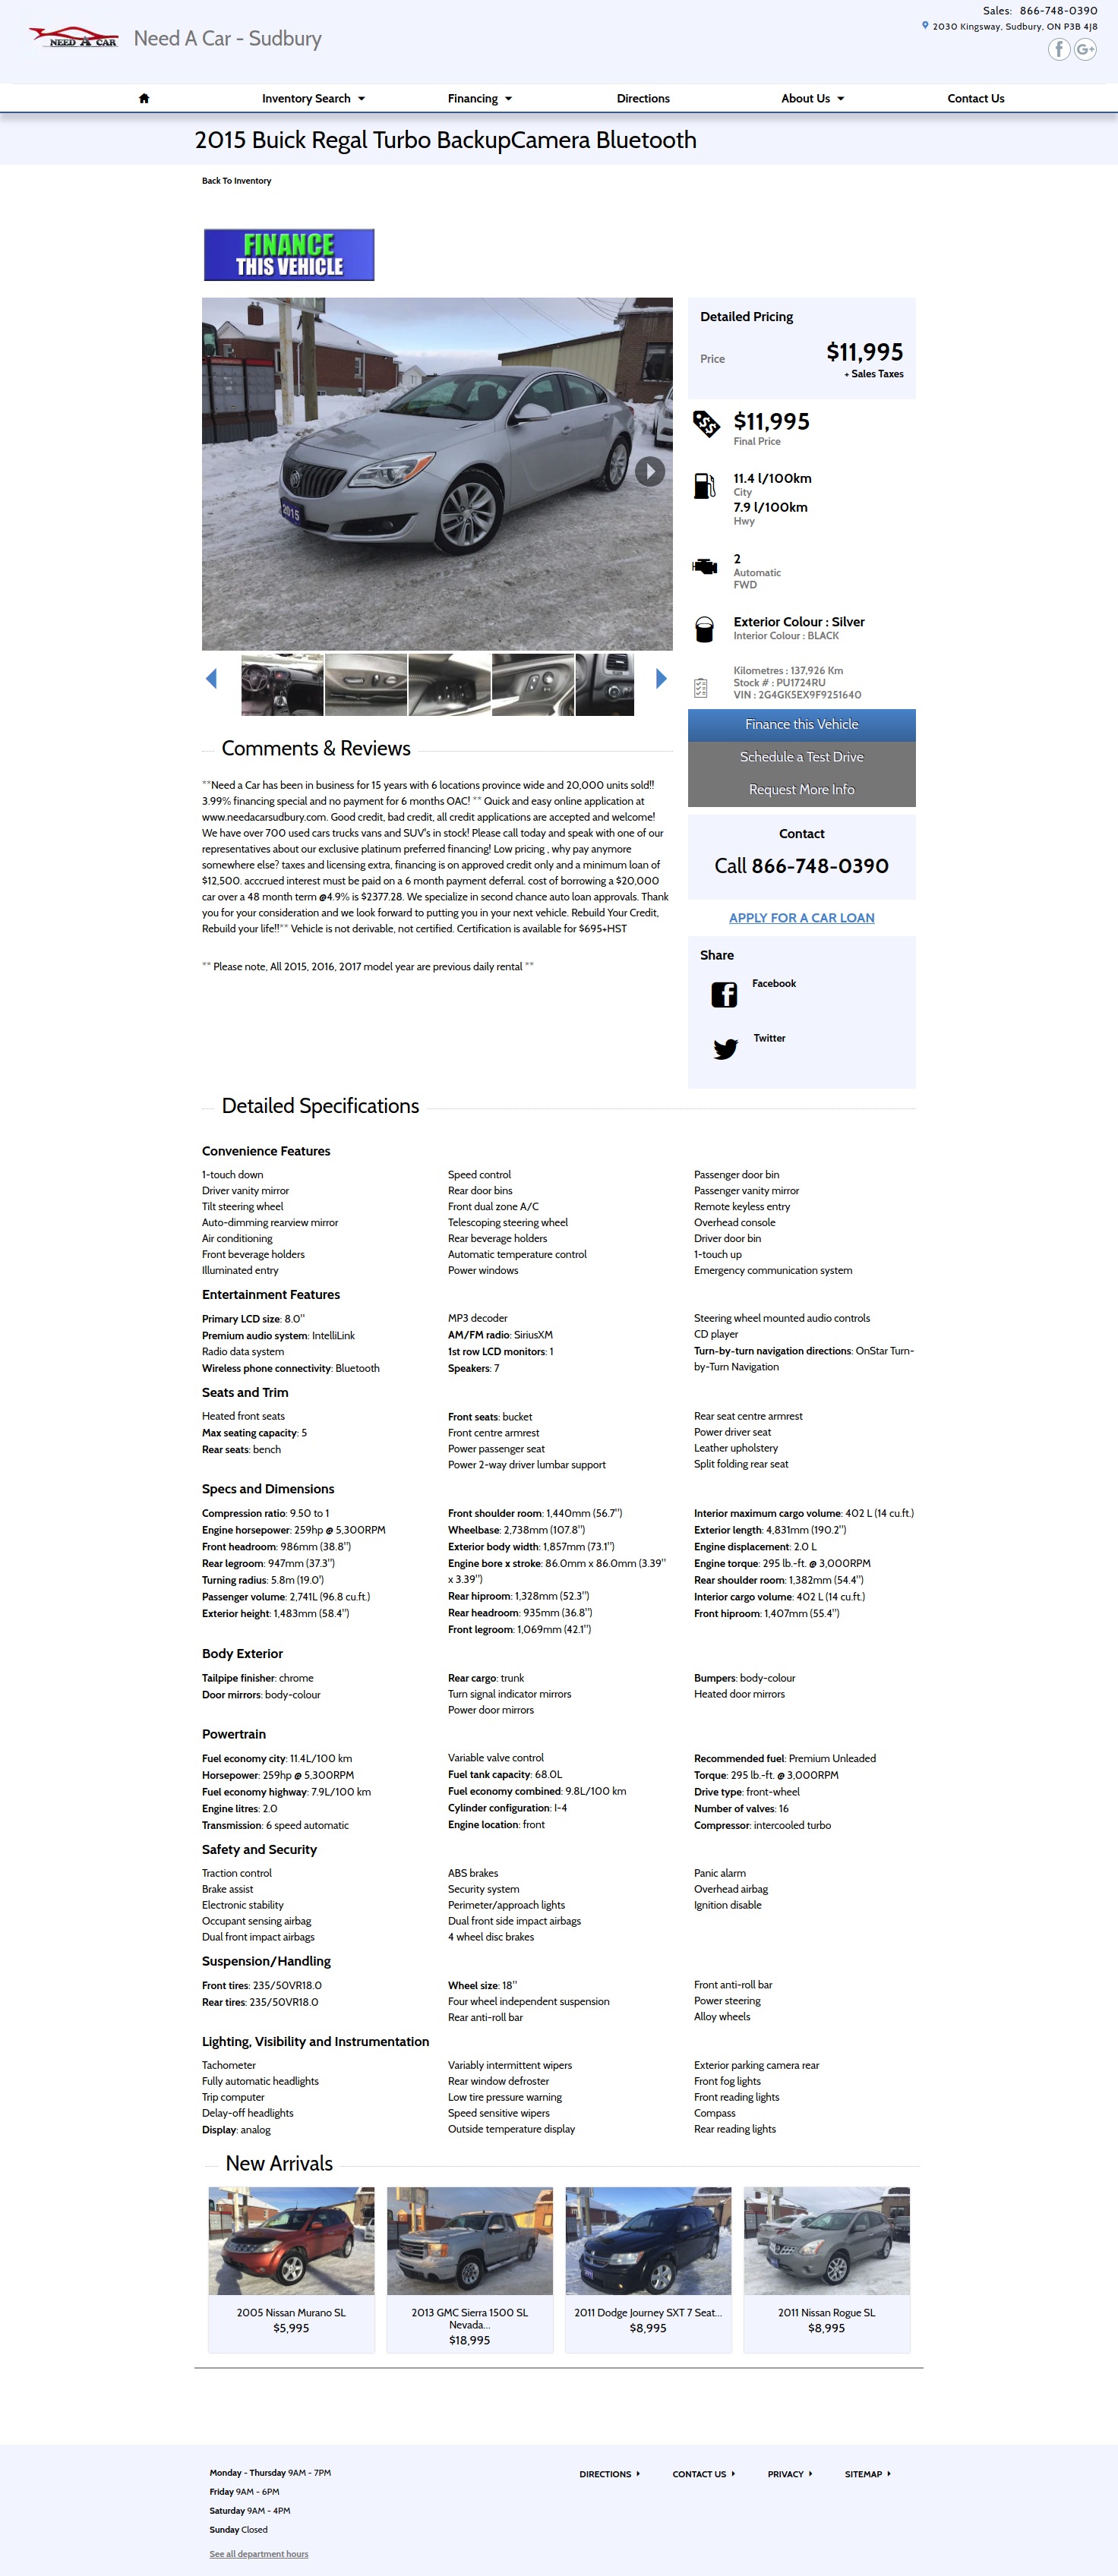 NEED A CAR
Need A Car - Sudbury
Sales: 866-748-0390
2030 Kingsway, Sudbury, ON P3B 4J8
Inventory Search
Financing
Directions
About Us
Contact Us
2015 Buick Regal Turbo BackupCamera Bluetooth
Back To Inventory
FINANCE
THIS VEHICLE
2015
Detailed Pricing
Price
$11,995
+ Sales Taxes
$11,995
Final Price
11.4 l/100km
City
7.9 l/100km
Hwy
2
Automatic
FWD
Exterior Colour : Silver
Interior Colour : BLACK
Kilometres : 137,926 Km
Stock # : PU1724RU
VIN : 2G4GK5EX9F9251640
Finance this Vehicle
Schedule a Test Drive
Request More Info
Contact
Call 866-748-0390
APPLY FOR A CAR LOAN
Share
Facebook
Twitter
Comments & Reviews
**Need a Car has been in business for 15 years with 6 locations province wide and 20,000 units sold!!
3.99% financing special and no payment for 6 months OAC! ** Quick and easy online application at
www.needacarsudbury.com. Good credit, bad credit, all credit applications are accepted and welcome!
We have over 700 used cars trucks vans and SUV's in stock! Please call today and speak with one of our
representatives about our exclusive platinum preferred financing! Low pricing , why pay anymore
somewhere else? taxes and licensing extra, financing is on approved credit only and a minimum loan of
$12,500. acccrued interest must be paid on a 6 month payment deferral. cost of borrowing a $20,000
car over a 48 month term @4.9% is $2377.28. We specialize in second chance auto loan approvals. Thank
you for your consideration and we look forward to putting you in your next vehicle. Rebuild Your Credit,
Rebuild your life!!** Vehicle is not derivable, not certified. Certification is available for $695+HST
** Please note, All 2015, 2016, 2017 model year are previous daily rental **
Detailed Specifications
Convenience Features
1-touch down
Driver vanity mirror
Tilt steering wheel
Auto-dimming rearview mirror
Air conditioning
Front beverage holders
Illuminated entry
Speed control
Rear door bins
Front dual zone A/C
Telescoping steering wheel
Rear beverage holders
Automatic temperature control
Power windows
Passenger door bin
Passenger vanity mirror
Remote keyless entry
Overhead console
Driver door bin
1-touch up
Emergency communication system
Entertainment Features
Primary LCD size: 8.0"
Premium audio system: IntelliLink
Radio data system
Wireless phone connectivity: Bluetooth
MP3 decoder
AM/FM radio: SiriusXM
1st row LCD monitors: 1
Speakers: 7
Steering wheel mounted audio controls
CD player
Turn-by-turn navigation directions: OnStar Turn-
by-Turn Navigation
Seats and Trim
Heated front seats
Max seating capacity: 5
Rear seats: bench
Front seats: bucket
Front centre armrest
Power passenger seat
Power 2-way driver lumbar support
Rear seat centre armrest
Power driver seat
Leather upholstery
Split folding rear seat
Specs and Dimensions
Compression ratio: 9.50 to 1
Engine horsepower: 259hp @ 5,300RPM
Front headroom: 986mm (38.8")
Rear legroom: 947mm (37.3")
Turning radius: 5.8m (19.0')
Passenger volume: 2,741L (96.8 cu.ft.)
Exterior height: 1,483mm (58.4")
Front shoulder room: 1,440mm (56.7")
Wheelbase: 2,738mm (107.8")
Exterior body width: 1,857mm (73.1")
Engine bore x stroke: 86.0mm x 86.0mm (3.39"
x 3.39")
Rear hiproom: 1,328mm (52.3")
Rear headroom: 935mm (36.8")
Front legroom: 1,069mm (42.1")
Interior maximum cargo volume: 402 L (14 cu.ft.)
Exterior length: 4,831mm (190.2")
Engine displacement: 2.0 L
Engine torque: 295 lb.-ft. @ 3,000RPM
Rear shoulder room: 1,382mm (54.4")
Interior cargo volume: 402 L (14 cu.ft.)
Front hiproom: 1,407mm (55.4")
Body Exterior
Tailpipe finisher: chrome
Door mirrors: body-colour
Rear cargo: trunk
Turn signal indicator mirrors
Power door mirrors
Bumpers: body-colour
Heated door mirrors
Powertrain
Fuel economy city: 11.4L/100 km
Horsepower: 259hp @ 5,300RPM
Fuel economy highway: 7.9L/100 km
Engine litres: 2.0
Transmission: 6 speed automatic
Variable valve control
Fuel tank capacity: 68.0L
Fuel economy combined: 9.8L/100 km
Cylinder configuration: I-4
Engine location: front
Recommended fuel: Premium Unleaded
Torque: 295 lb.-ft. @ 3,000RPM
Drive type: front-wheel
Number of valves: 16
Compressor: intercooled turbo
Safety and Security
Traction control
Brake assist
Electronic stability
Occupant sensing airbag
Dual front impact airbags
ABS brakes
Security system
Perimeter/approach lights
Dual front side impact airbags
4 wheel disc brakes
Panic alarm
Overhead airbag
Ignition disable
Suspension/Handling
Front tires: 235/50VR18.0
Rear tires: 235/50VR18.0
Wheel size: 18"
Four wheel independent suspension
Rear anti-roll bar
Front anti-roll bar
Power steering
Alloy wheels
Lighting, Visibility and Instrumentation
Tachometer
Fully automatic headlights
Trip computer
Delay-off headlights
Display: analog
Variably intermittent wipers
Rear window defroster
Low tire pressure warning
Speed sensitive wipers
Outside temperature display
Exterior parking camera rear
Front fog lights
Front reading lights
Compass
Rear reading lights
New Arrivals
2005 Nissan Murano SL
$5,995
2013 GMC Sierra 1500 SL
Nevada...
$18,995
2011 Dodge Journey SXT 7 Seat...
$8,995
2011 Nissan Rogue SL
$8,995
Monday - Thursday 9AM - 7PM
Friday 9AM - 6PM
Saturday 9AM - 4PM
Sunday Closed
See all department hours
DIRECTIONS
CONTACT US
PRIVACY
SITEMAP